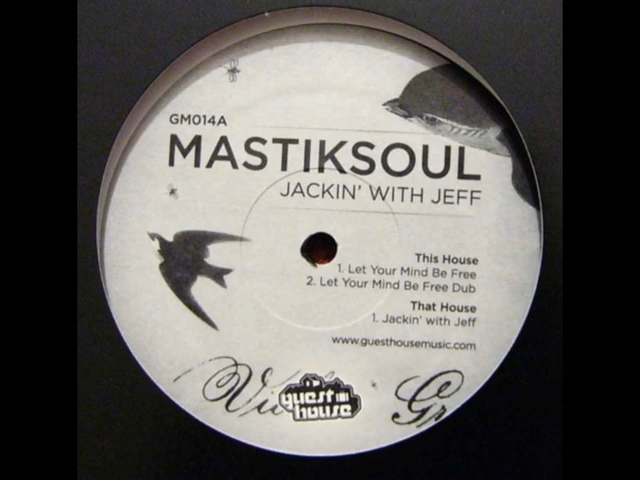 GM014A
MASTIKSOUL
JACKIN' WITH JEFF
This House
1. Let Your Mind Be Free
2. Let Your Mind Be Free Dub
That House
1. Jackin' with Jeff
www.guesthousemusic.com
guest
house